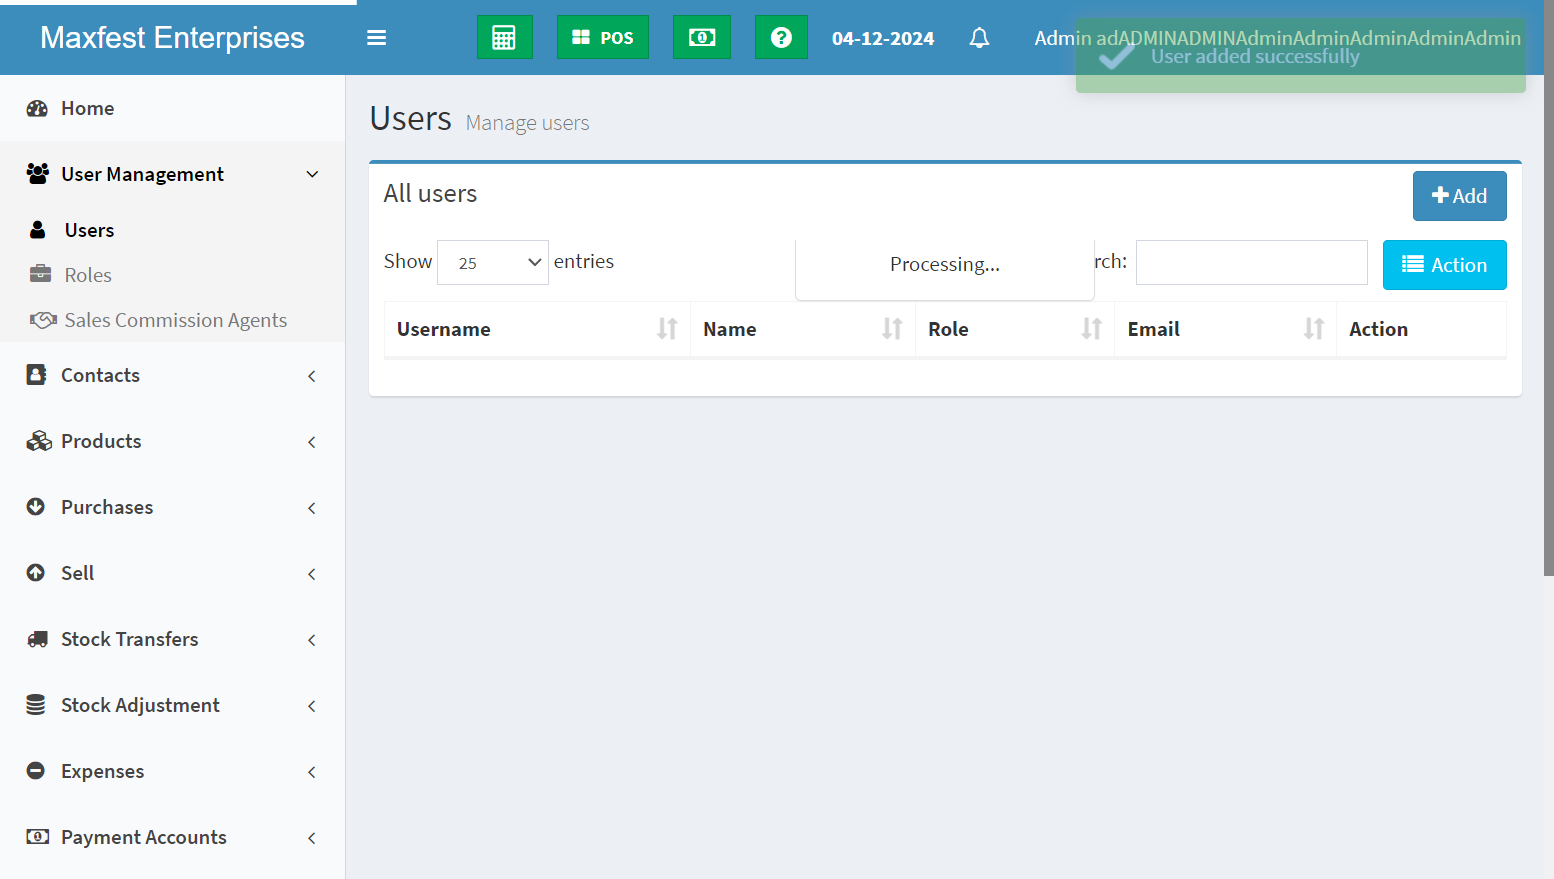 Maxfest Enterprises
POS
04-12-2024
Admin adADMINADMINAdminAdminAdminAdminAdmin
User added successfully
Home
User Management
Users
Roles
Sales Commission Agents
Contacts
Products
Purchases
Sell
Stock Transfers
Stock Adjustment
Expenses
Payment Accounts
Users Manage users
All users
Add
Show 25 entries
Processing...
rch:
Action
Username Name Role Email Action